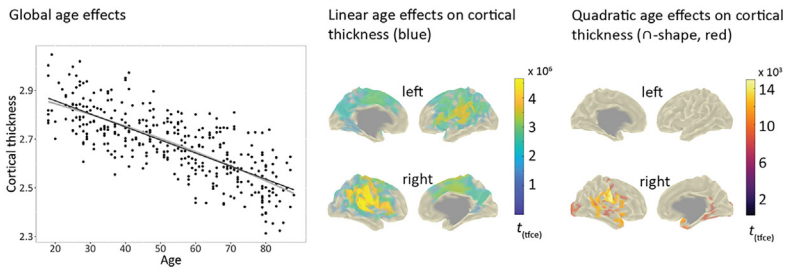 Global age effects
Linear age effects on cortical
thickness (blue)
Quadratic age effects on cortical
thickness (∩-shape, red)
Cortical thickness
2.9
2.7
2.5
2.3
20 30 40 50 60 70 80
Age
left
right
x 10⁶
4
3
2
1
t(tfce)
left
right
x 10³
14
10
6
2
t(tfce)